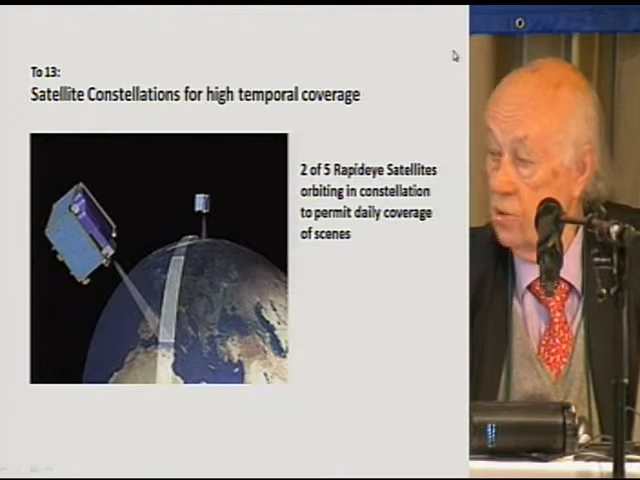 To 13:
Satellite Constellations for high temporal coverage
2 of 5 Rapideye Satellites
orbiting in constellation
to permit daily coverage
of scenes